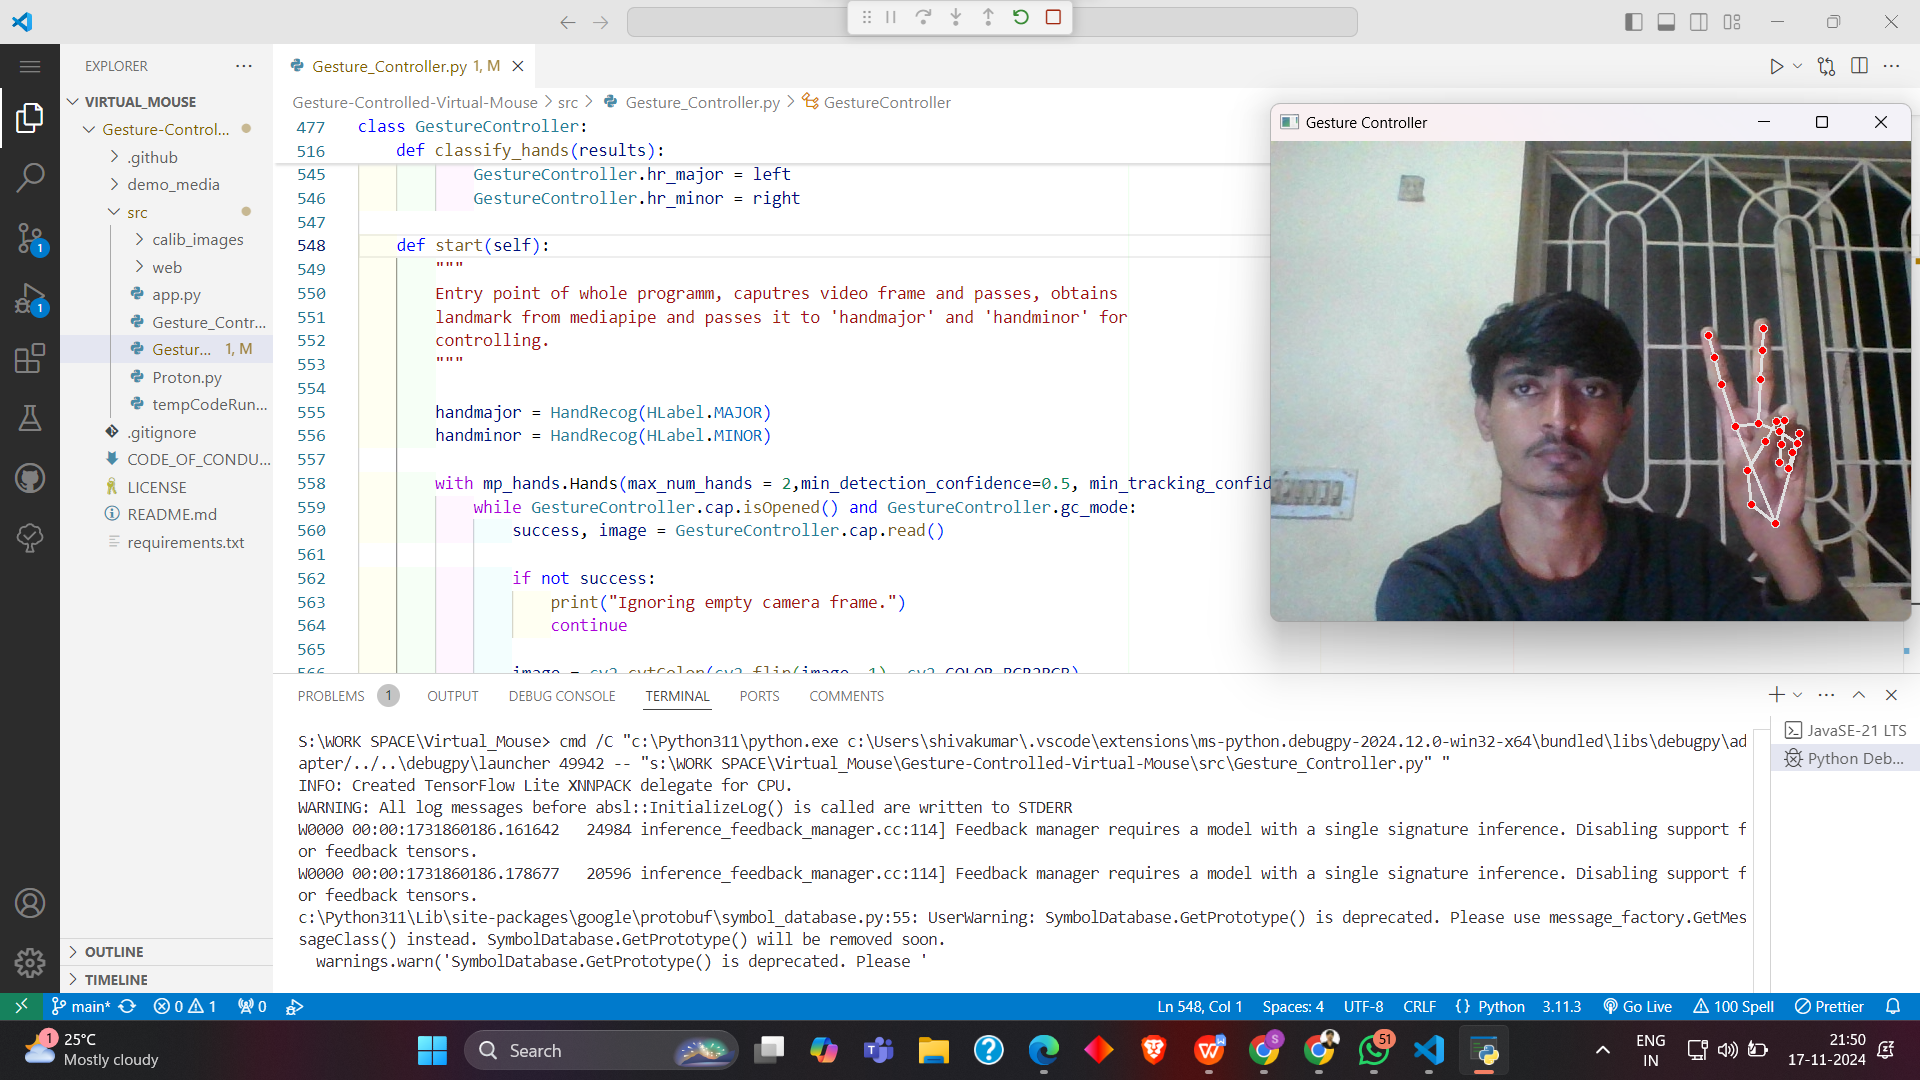 EXPLORER
VIRTUAL_MOUSE
Gesture-Control...
.github
demo_media
src
calib_images
web
app.py
Gesture_Contr...
Gestur... 1, M
Proton.py
tempCodeRun...
.gitignore
CODE_OF_CONDU...
LICENSE
README.md
requirements.txt
OUTLINE
TIMELINE
1
1
Gesture_Controller.py 1, M
Gesture-Controlled-Virtual-Mouse > src > Gesture_Controller.py > GestureController
477 class GestureController:
516 def classify_hands(results):
545 GestureController.hr_major = left
546 GestureController.hr_minor = right
547
548 def start(self):
549 """
550 Entry point of whole programm, caputres video frame and passes, obtains
551 landmark from mediapipe and passes it to 'handmajor' and 'handminor' for
552 controlling.
553 """
554
555 handmajor = HandRecog(HLabel.MAJOR)
556 handminor = HandRecog(HLabel.MINOR)
557
558 with mp_hands.Hands(max_num_hands = 2,min_detection_confidence=0.5, min_tracking_confid
559 while GestureController.cap.isOpened() and GestureController.gc_mode:
560 success, image = GestureController.cap.read()
561
562 if not success:
563 print("Ignoring empty camera frame.")
564 continue
565
Gesture Controller
PROBLEMS 1 OUTPUT DEBUG CONSOLE TERMINAL PORTS COMMENTS
S:\WORK SPACE\Virtual_Mouse> cmd /C "c:\Python311\python.exe c:\Users\shivakumar\.vscode\extensions\ms-python.debugpy-2024.12.0-win32-x64\bundled\libs\debugpy\ad
apter/../..\debugpy\launcher 49942 -- "s:\WORK SPACE\Virtual_Mouse\Gesture-Controlled-Virtual-Mouse\src\Gesture_Controller.py" "
INFO: Created TensorFlow Lite XNNPACK delegate for CPU.
WARNING: All log messages before absl::InitializeLog() is called are written to STDERR
W0000 00:00:1731860186.161642 24984 inference_feedback_manager.cc:114] Feedback manager requires a model with a single signature inference. Disabling support f
or feedback tensors.
W0000 00:00:1731860186.178677 20596 inference_feedback_manager.cc:114] Feedback manager requires a model with a single signature inference. Disabling support f
or feedback tensors.
c:\Python311\Lib\site-packages\google\protobuf\symbol_database.py:55: UserWarning: SymbolDatabase.GetPrototype() is deprecated. Please use message_factory.GetMes
sageClass() instead. SymbolDatabase.GetPrototype() will be removed soon.
warnings.warn('SymbolDatabase.GetPrototype() is deprecated. Please '
JavaSE-21 LTS
Python Deb...
main* 0 1 0
Ln 548, Col 1 Spaces: 4 UTF-8 CRLF {} Python 3.11.3 Go Live 100 Spell Prettier
1
25°C
Mostly cloudy
Search
S
51
ENG
IN
21:50
17-11-2024